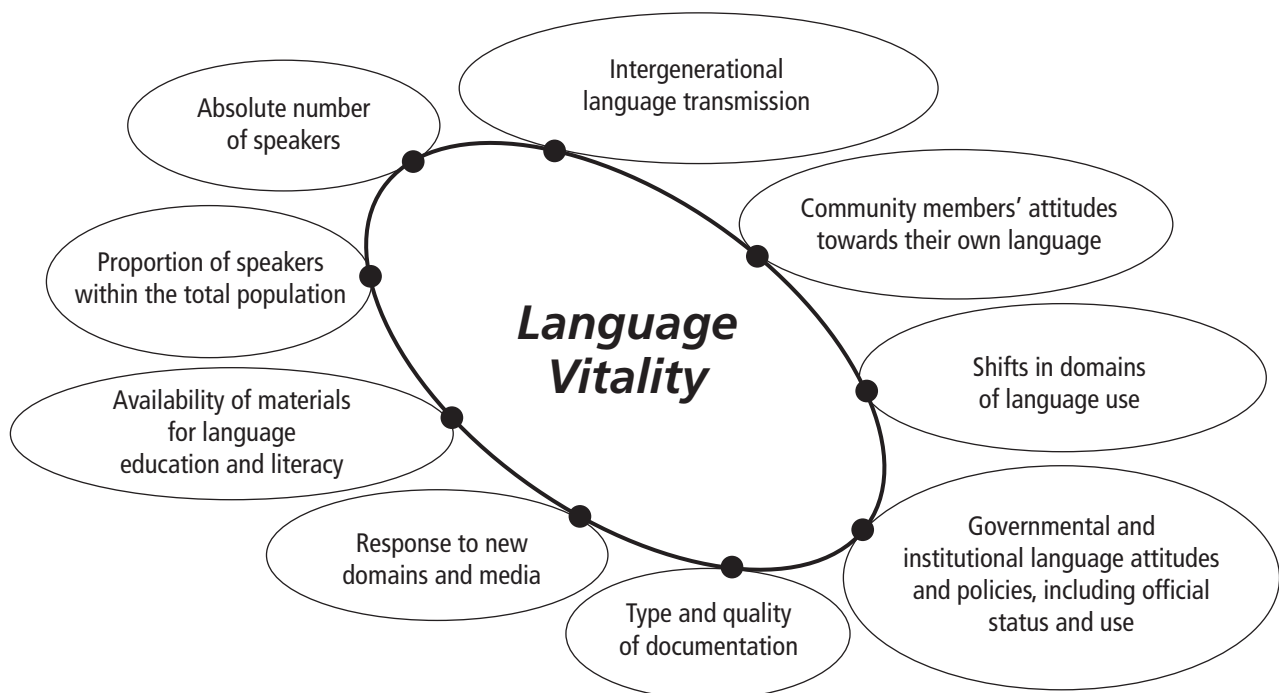 Intergenerational
language transmission
Absolute number
of speakers
Community members’ attitudes
towards their own language
Proportion of speakers
within the total population
Language
Vitality
Shifts in domains
of language use
Availability of materials
for language
education and literacy
Governmental and
institutional language attitudes
and policies, including official
status and use
Response to new
domains and media
Type and quality
of documentation